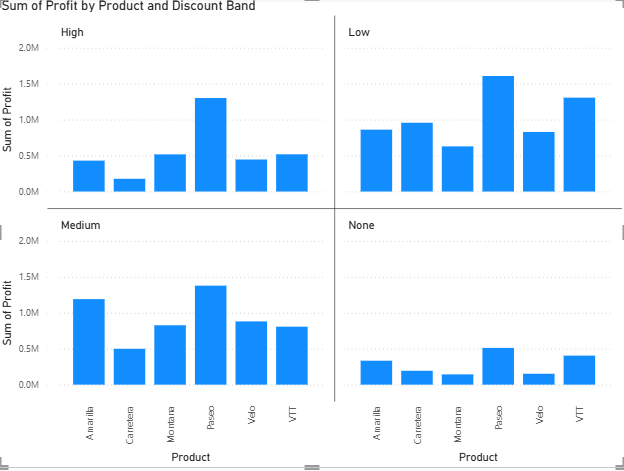 Sum of Profit by Product and Discount Band
High
Low
2.0M
1.5M
1.0M
0.5M
0.0M
Sum of Profit
Medium
None
2.0M
1.5M
1.0M
0.5M
0.0M
Sum of Profit
Amarilla
Carretera
Montana
Paseo
Velo
VTT
Amarilla
Carretera
Montana
Paseo
Velo
VTT
Product
Product